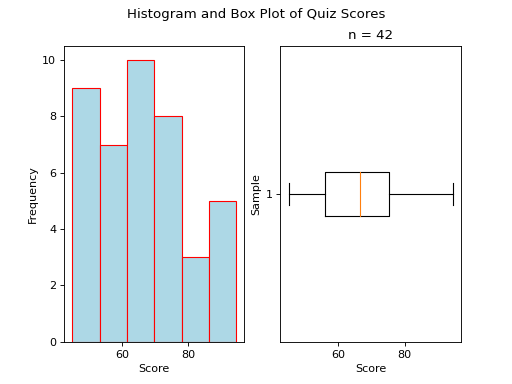 Histogram and Box Plot of Quiz Scores
10
8
6
4
2
0
60 80
Frequency
Score
n = 42
1
60 80
Sample
Score